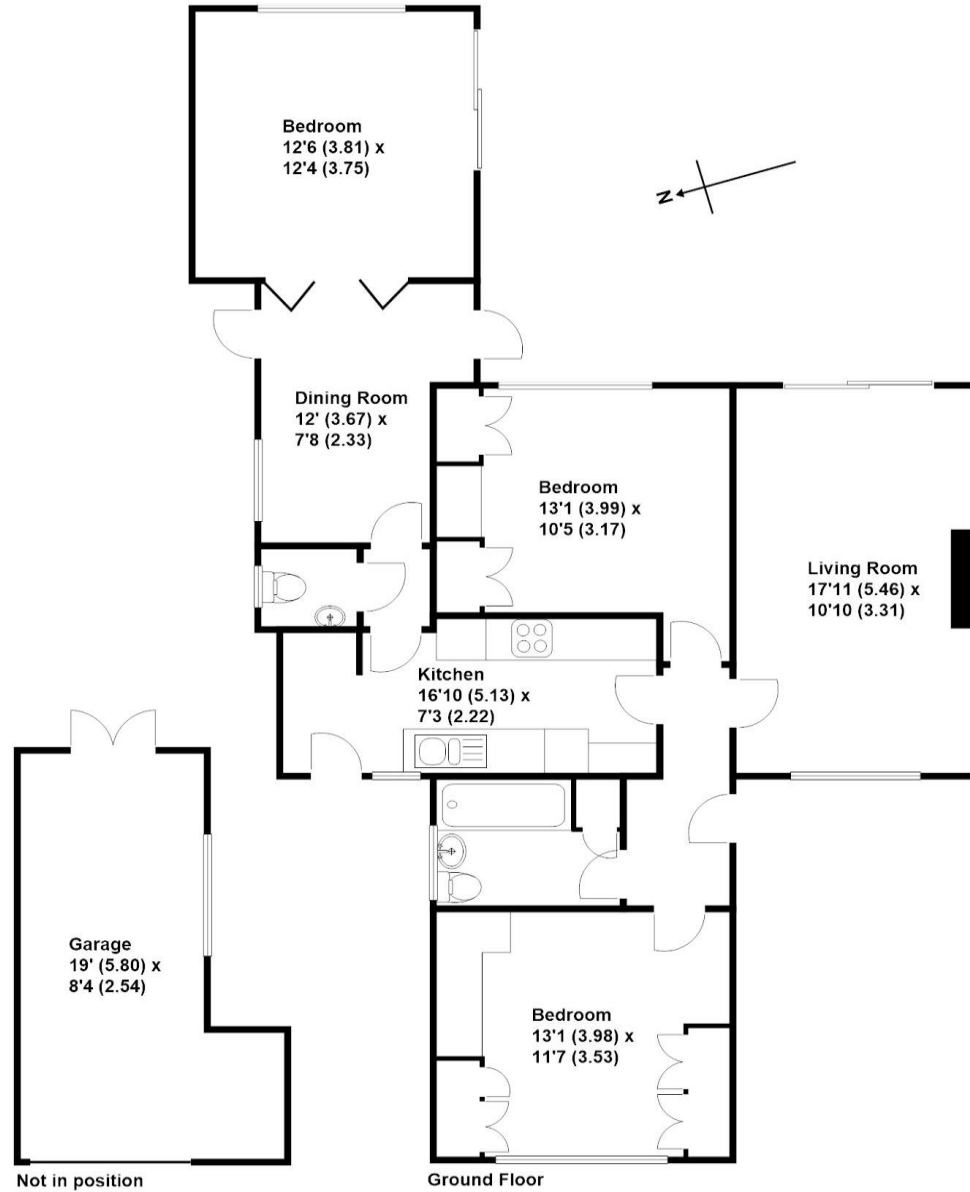 Bedroom
12'6 (3.81) x
12'4 (3.75)
N
Dining Room
12' (3.67) x
7'8 (2.33)
Bedroom
13'1 (3.99) x
10'5 (3.17)
Living Room
17'11 (5.46) x
10'10 (3.31)
Kitchen
16'10 (5.13) x
7'3 (2.22)
Garage
19' (5.80) x
8'4 (2.54)
Bedroom
13'1 (3.98) x
11'7 (3.53)
Not in position
Ground Floor